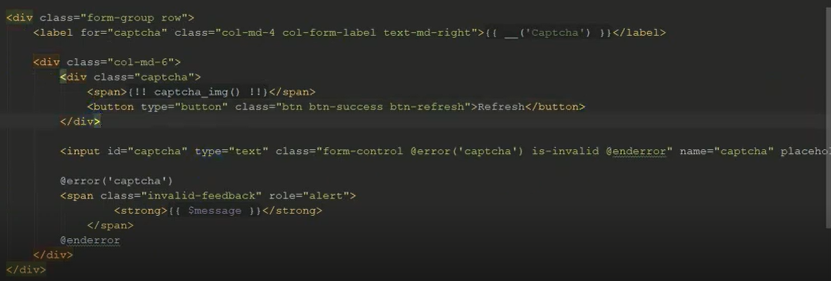 <div class="form-group row">
<label for="captcha" class="col-md-4 col-form-label text-md-right">{{ __('Captcha') }}</label>
<div class="col-md-6">
<div class="captcha">
<span>{!! captcha_img() !!}</span>
<button type="button" class="btn btn-success btn-refresh">Refresh</button>
</div>
<input id="captcha" type="text" class="form-control @error('captcha') is-invalid @enderror" name="captcha" placehol
@error('captcha')
<span class="invalid-feedback" role="alert">
<strong>{{ $message }}</strong>
</span>
@enderror
</div>
</div>